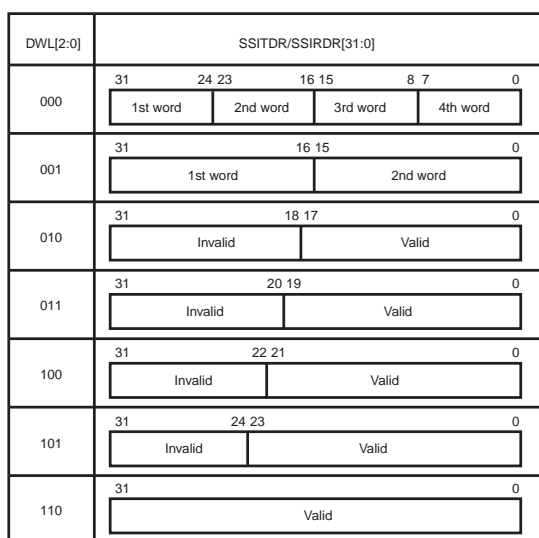 DWL[2:0] SSITDR/SSIRDR[31:0]
31 24 23 16 15 8 7 0
000 1st word 2nd word 3rd word 4th word
31 16 15 0
001 1st word 2nd word
31 18 17 0
010 Invalid Valid
31 20 19 0
011 Invalid Valid
31 22 21 0
100 Invalid Valid
31 24 23 0
101 Invalid Valid
31 0
110 Valid